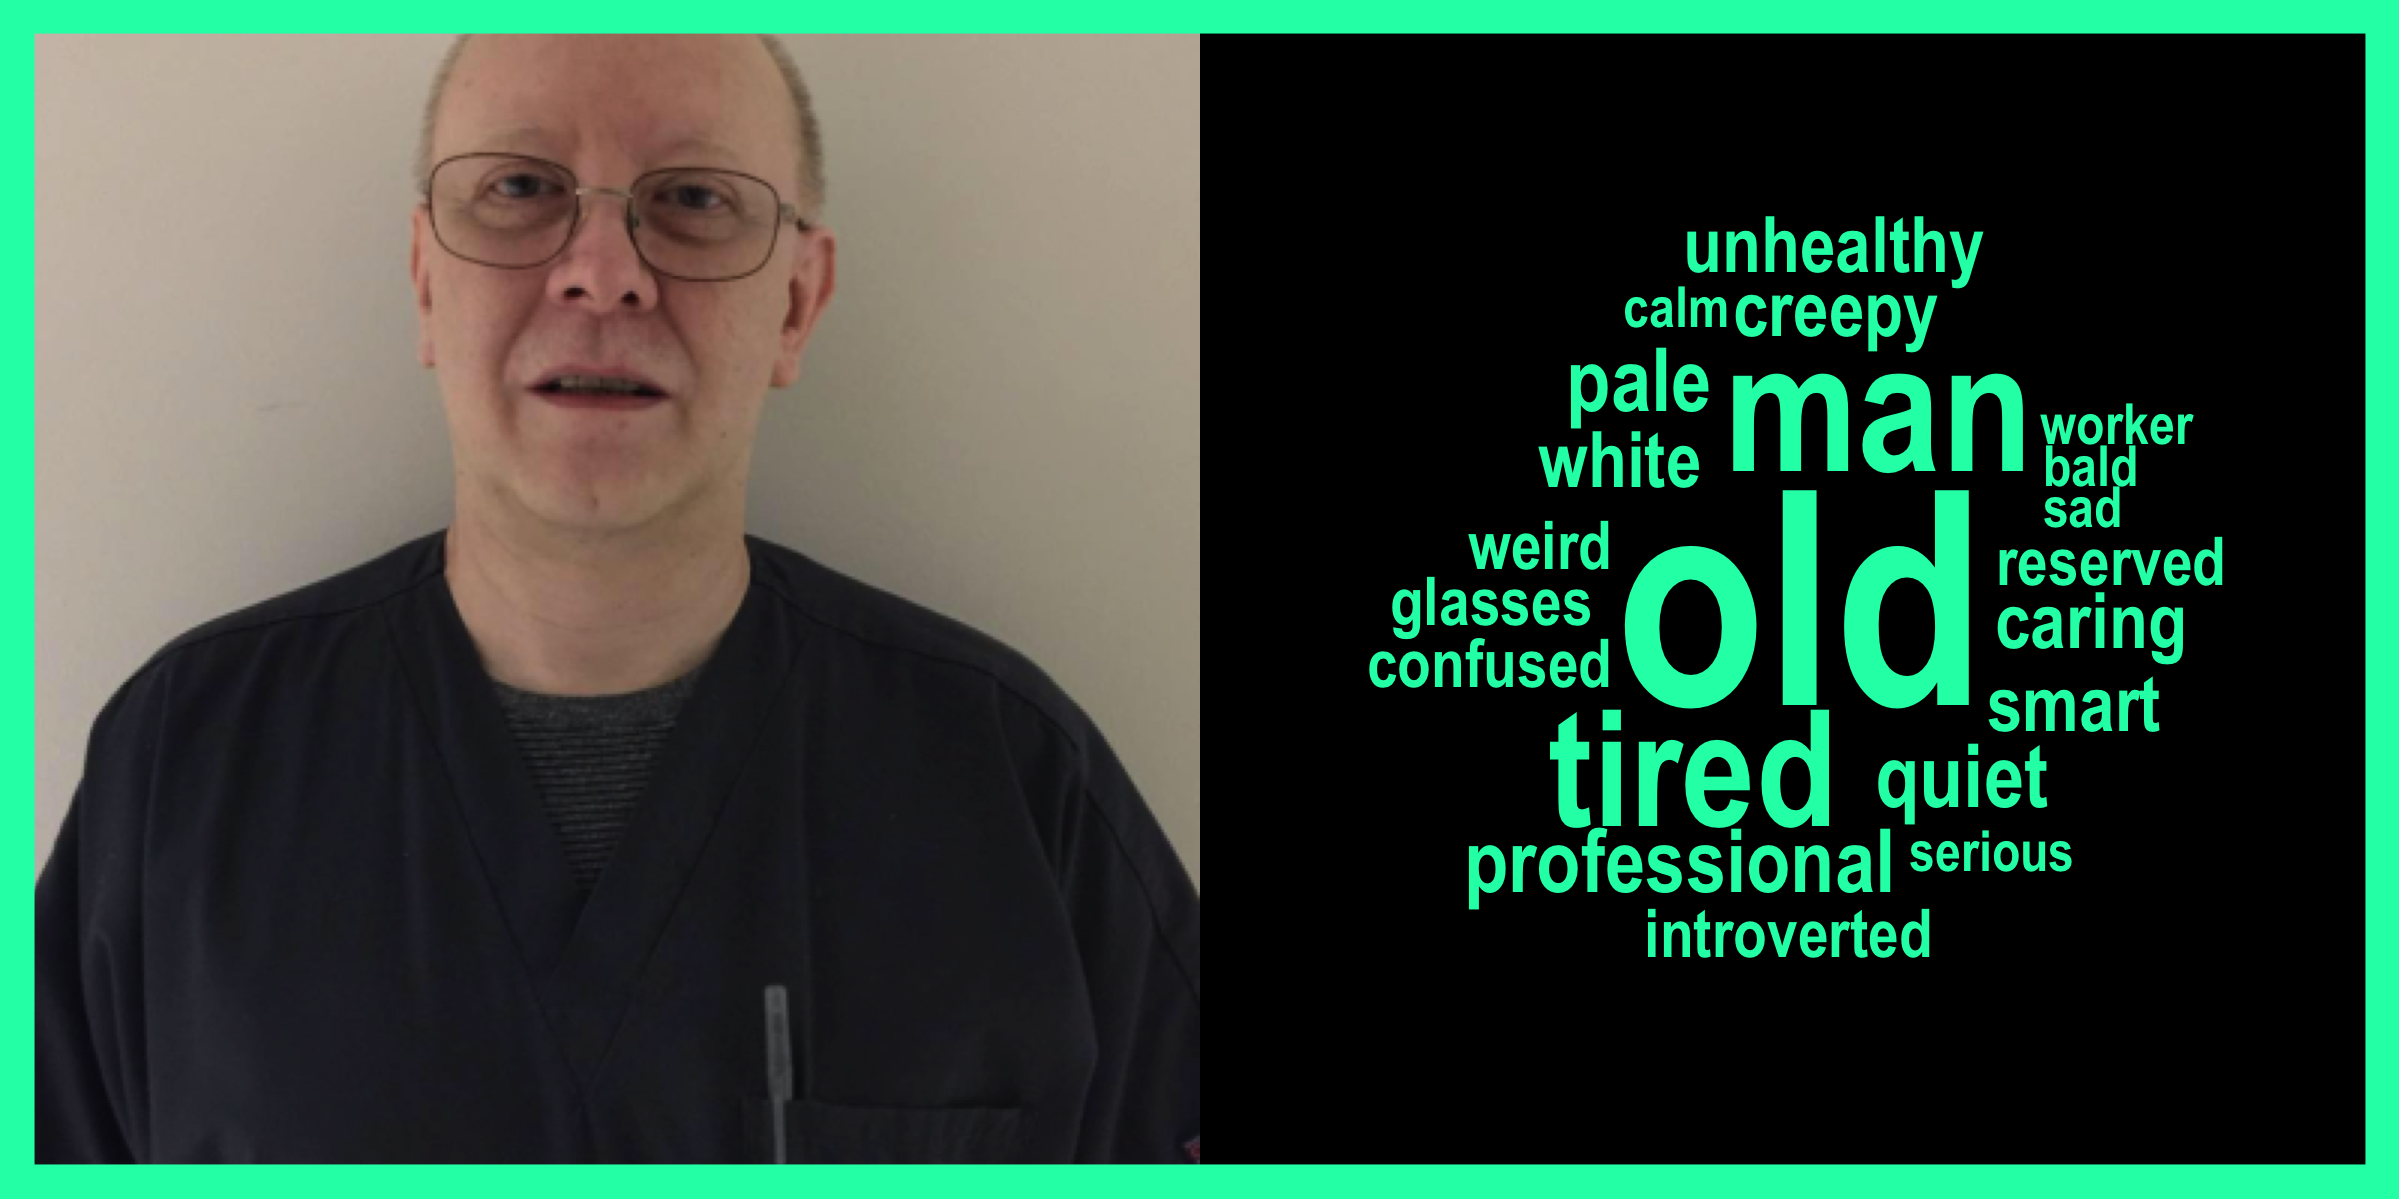 unhealthy
calm creepy
pale man
worker
white
bald
sad
weird
old
reserved
glasses
caring
confused
smart
tired
quiet
professional serious
introverted